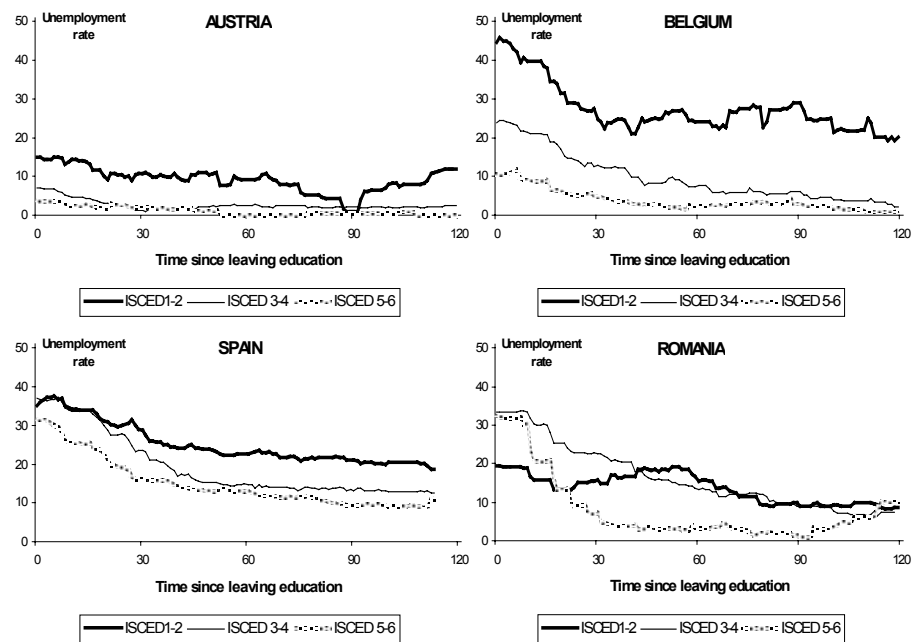 Unemployment
rate
AUSTRIA
50
40
30
20
10
0
0 30 60 90 120
Time since leaving education
ISCED1-2 ISCED 3-4 ISCED 5-6
Unemployment rate
BELGIUM
50
40
30
20
10
0
0 30 60 90 120
Time since leaving education
ISCED1-2 ISCED 3-4 ISCED 5-6
Unemployment
rate
SPAIN
50
40
30
20
10
0
0 30 60 90 120
Time since leaving education
ISCED1-2 ISCED 3-4 ISCED 5-6
Unemployment
rate
ROMANIA
50
40
30
20
10
0
0 30 60 90 120
Time since leaving education
ISCED1-2 ISCED 3-4 ISCED 5-6